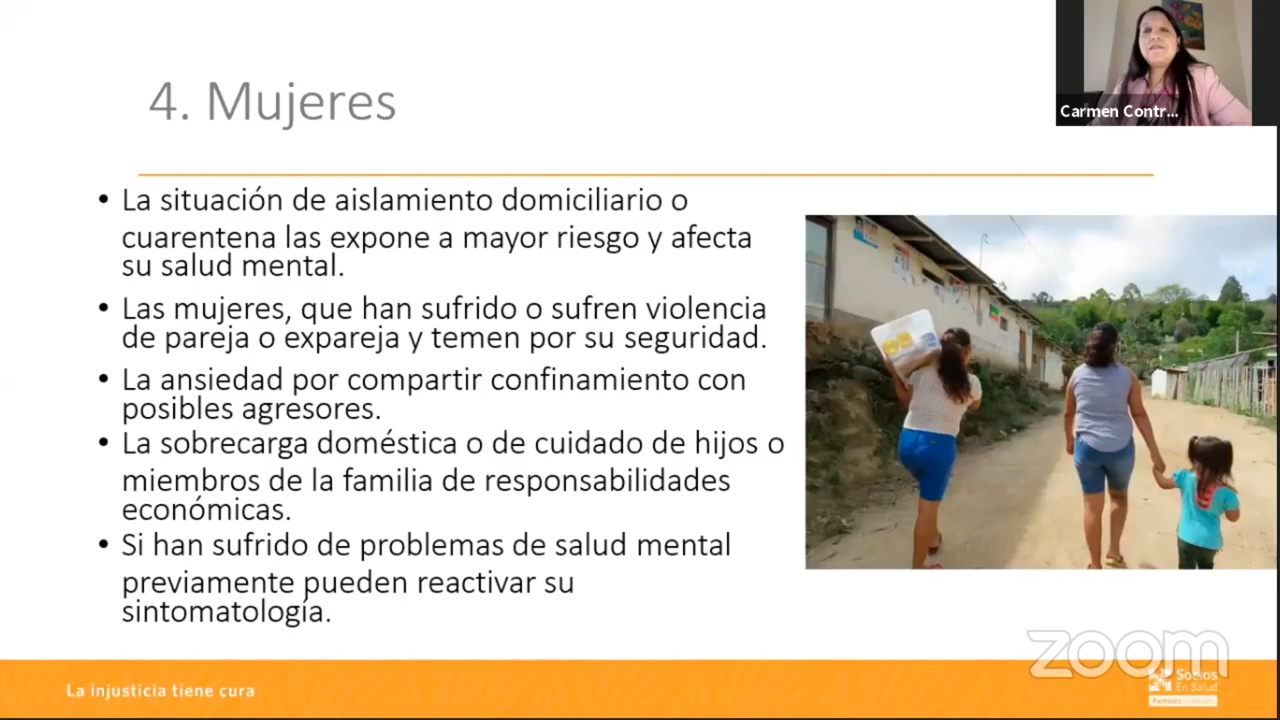 4. Mujeres
Carmen Contr...
• La situación de aislamiento domiciliario o
cuarentena las expone a mayor riesgo y afecta
su salud mental.
• Las mujeres, que han sufrido o sufren violencia
de pareja o expareja y temen por su seguridad.
• La ansiedad por compartir confinamiento con
posibles agresores.
• La sobrecarga doméstica o de cuidado de hijos o
miembros de la familia de responsabilidades
económicas.
• Si han sufrido de problemas de salud mental
previamente pueden reactivar su
sintomatología.
zoom
La injusticia tiene cura
Socios
En Salud